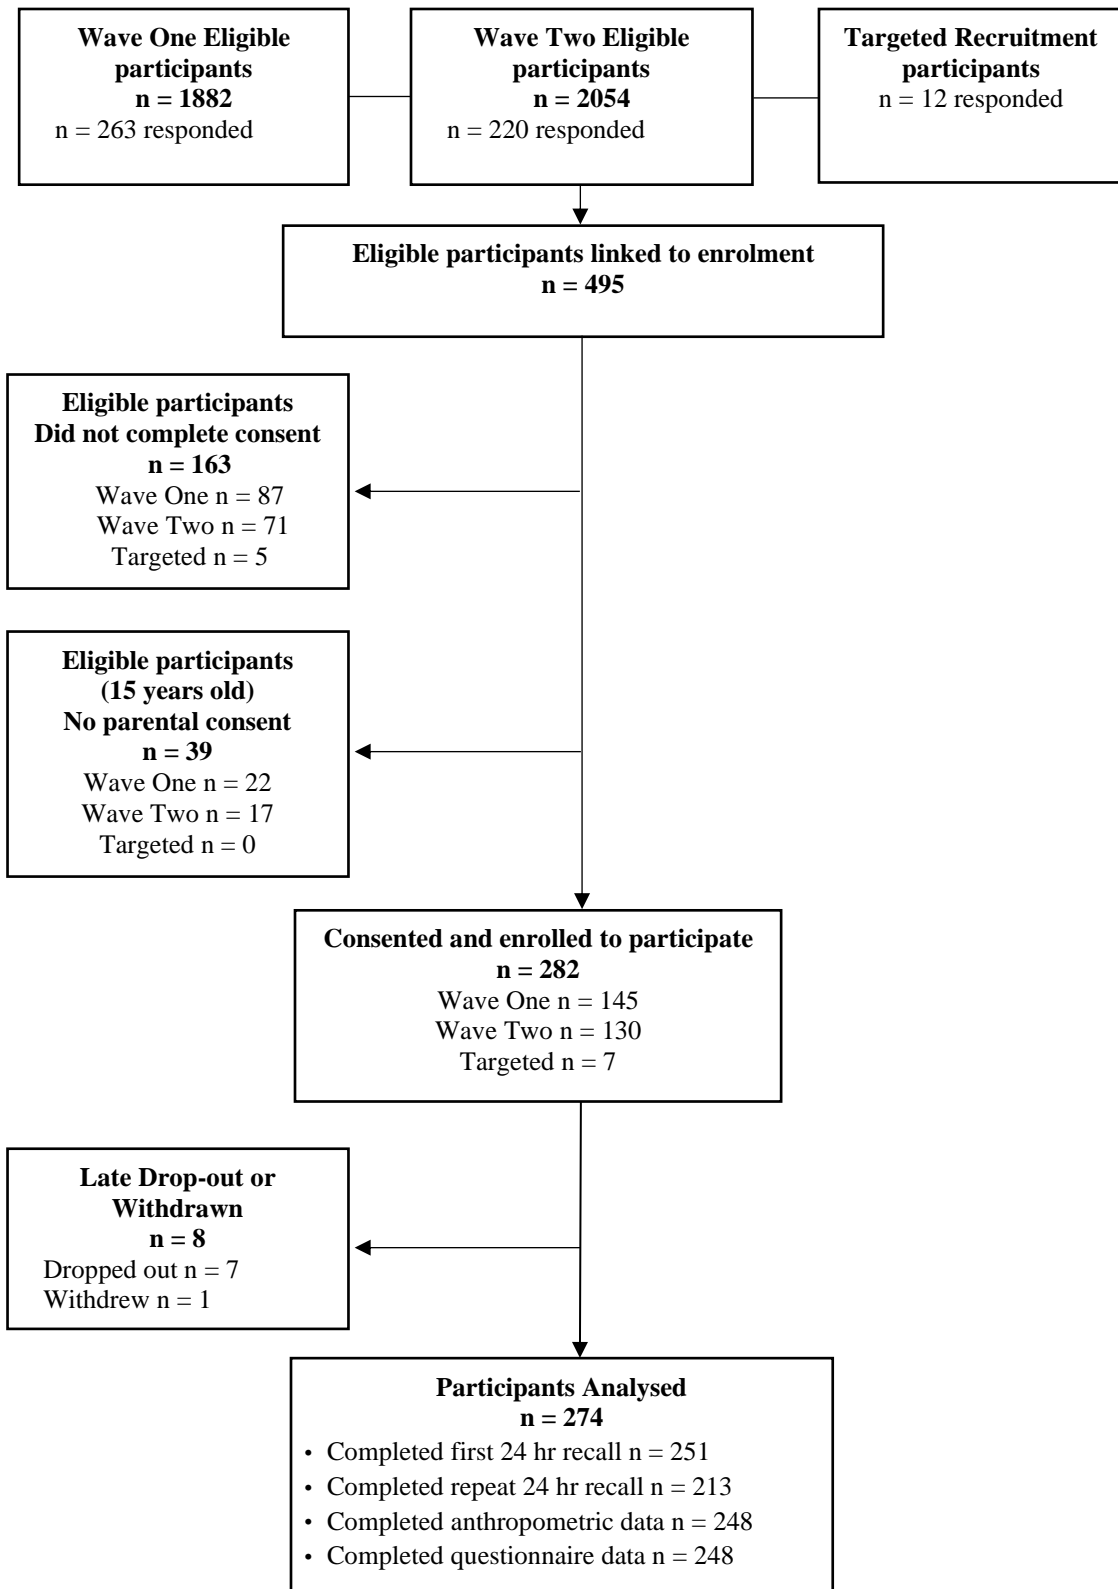 Wave One Eligible
participants
n = 1882
n = 263 responded
Wave Two Eligible
participants
n = 2054
n = 220 responded
Targeted Recruitment
participants
n = 12 responded
Eligible participants linked to enrolment
n = 495
Eligible participants
Did not complete consent
n = 163
Wave One n = 87
Wave Two n = 71
Targeted n = 5
Eligible participants
(15 years old)
No parental consent
n = 39
Wave One n = 22
Wave Two n = 17
Targeted n = 0
Consented and enrolled to participate
n = 282
Wave One n = 145
Wave Two n = 130
Targeted n = 7
Late Drop-out or
Withdrawn
n = 8
Dropped out n = 7
Withdrew n = 1
Participants Analysed
n = 274
• Completed first 24 hr recall n = 251
• Completed repeat 24 hr recall n = 213
• Completed anthropometric data n = 248
• Completed questionnaire data n = 248